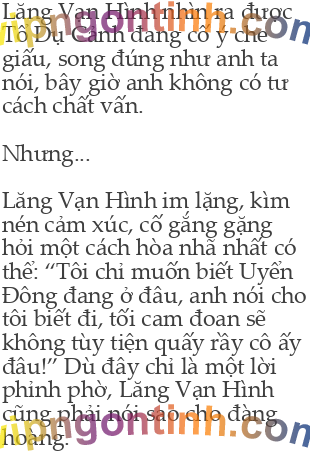 Lăng Vạn Hình nhìn ra được
Tô Dụ Cảnh đang cố ý che
giấu, song đúng như anh ta
nói, bây giờ anh không có tư
cách chất vấn.
Nhưng...
Lăng Vạn Hình im lặng, kìm
nén cảm xúc, cố gắng gặng
hỏi một cách hòa nhã nhất có
thể: “Tôi chỉ muốn biết Uyển
Đồng đang ở đâu, anh nói cho
tôi biết đi, tối cam đoan sẽ
không tùy tiện quấy rầy cô ấy
đâu!” Dù đây chỉ là một lời
phỉnh phờ, Lăng Vạn Hình
cũng phải nói sao cho đàng
hoàng.